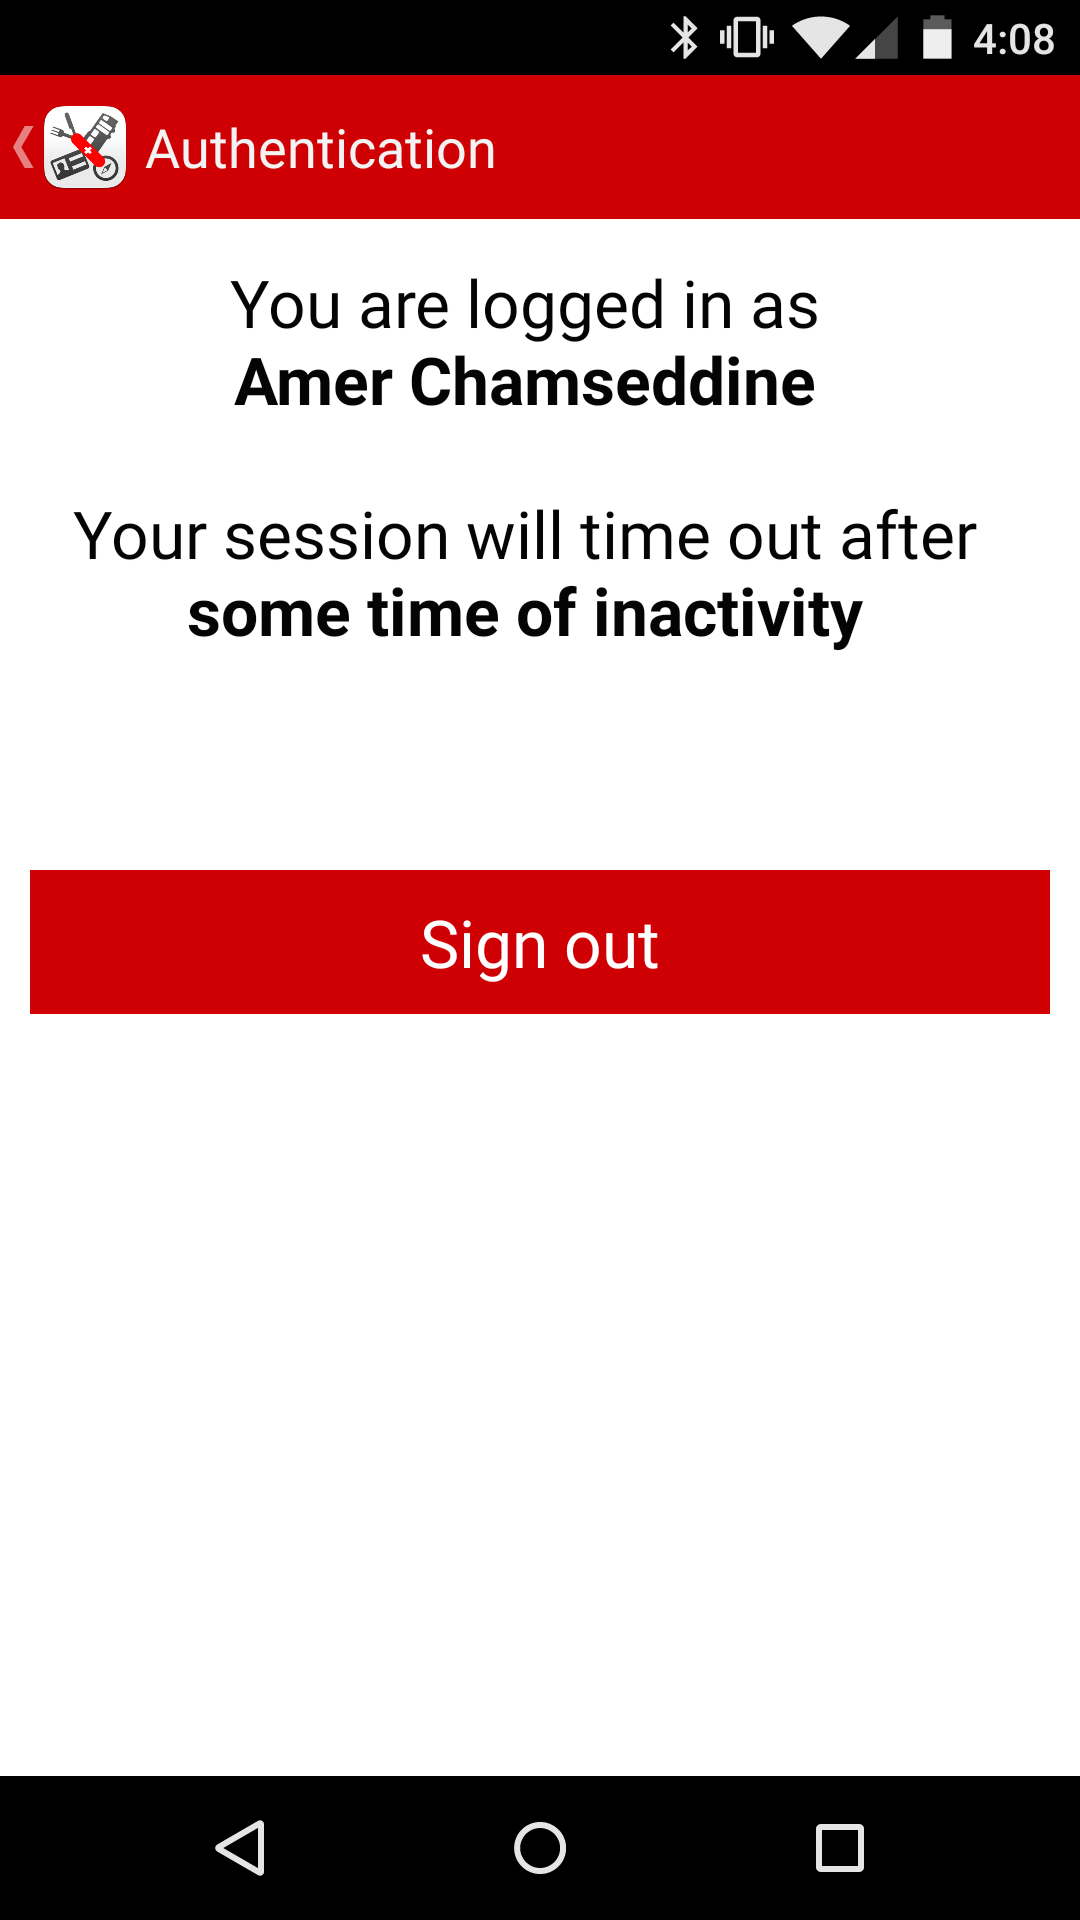 4:08
Authentication
You are logged in as
Amer Chamseddine
Your session will time out after
some time of inactivity
Sign out